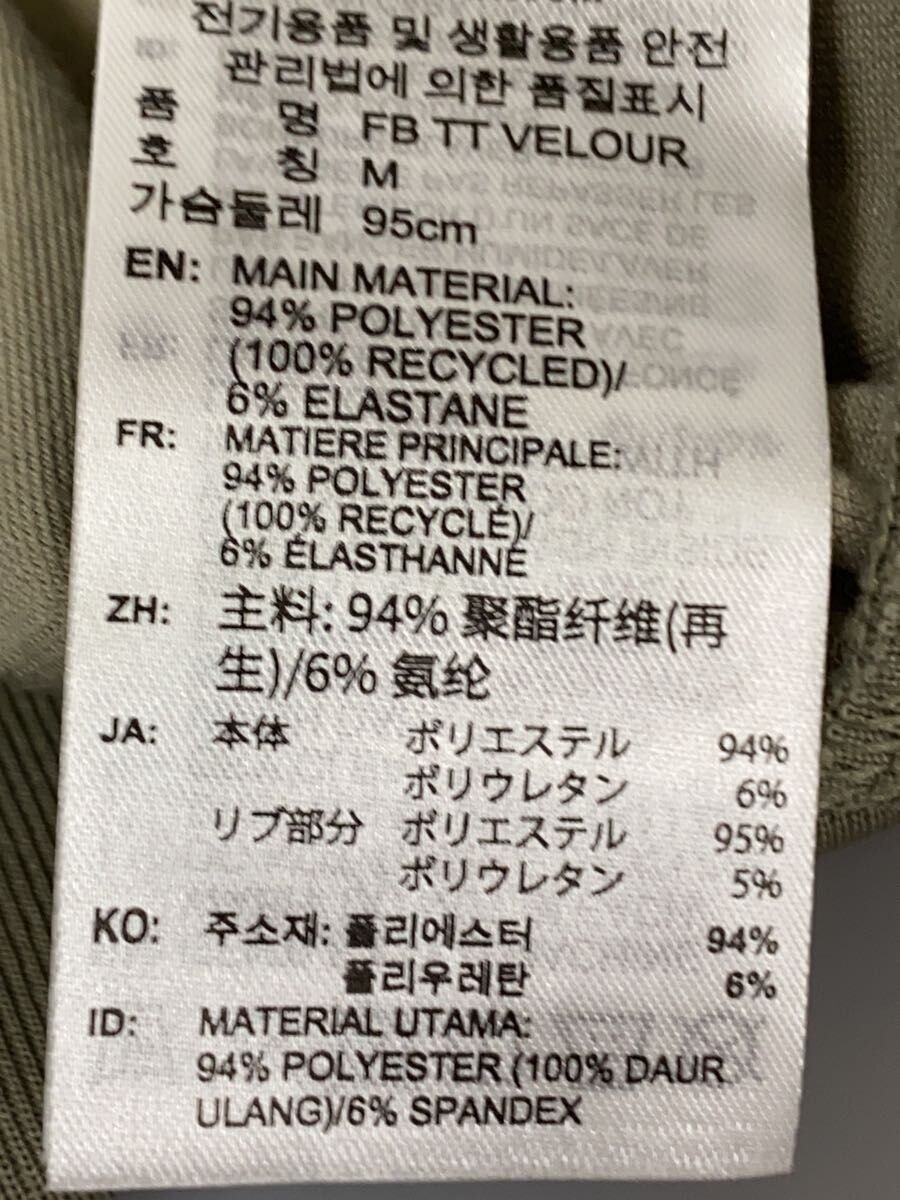 전기용품 및 생활용품 안전
관리법에 의한 품질표시
품 명 FB TT VELOUR
호 칭 M
가슴둘레 95cm
EN: MAIN MATERIAL:
94% POLYESTER
(100% RECYCLED)/
6% ELASTANE
FR: MATIERE PRINCIPALE:
94% POLYESTER
(100% RECYCLÉ)/
6% ÉLASTHANNE
ZH: 主料: 94% 聚酯纤维(再
生)/6% 氨纶
JA: 本体 ポリエステル 94%
ポリウレタン 6%
リブ部分 ポリエステル 95%
ポリウレタン 5%
KO: 주소재: 폴리에스터 94%
폴리우레탄 6%
ID: MATERIAL UTAMA:
94% POLYESTER (100% DAUR
ULANG)/6% SPANDEX